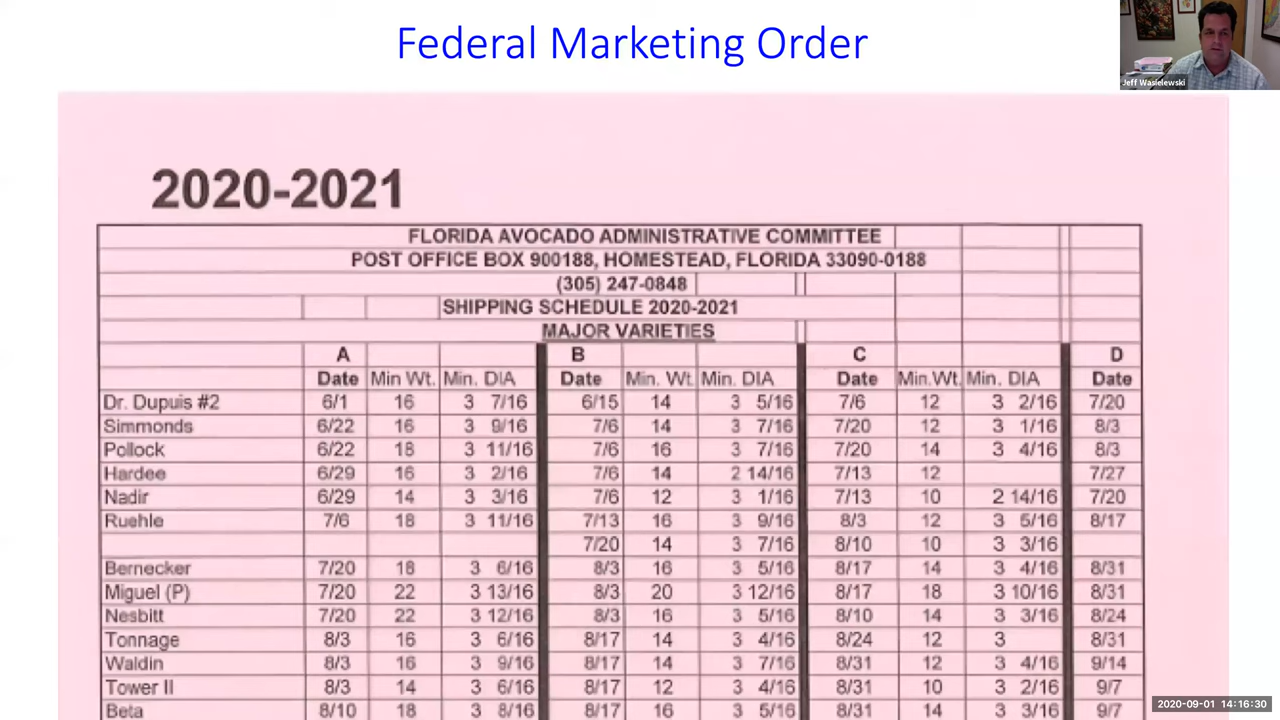 Federal Marketing Order
Jeff Wasielewski
2020-2021
FLORIDA AVOCADO ADMINISTRATIVE COMMITTEE
POST OFFICE BOX 900188, HOMESTEAD, FLORIDA 33090-0188
(305) 247-0848
SHIPPING SCHEDULE 2020-2021
MAJOR VARIETIES
A B C D
Date Min Wt. Min. DIA Date Min. Wt. Min. DIA Date Min.Wt. Min. DIA Date
Dr. Dupuis #2 6/1 16 3 7/16 6/15 14 3 5/16 7/6 12 3 2/16 7/20
Simmonds 6/22 16 3 9/16 7/6 14 3 7/16 7/20 12 3 1/16 8/3
Pollock 6/22 18 3 11/16 7/6 16 3 7/16 7/20 14 3 4/16 8/3
Hardee 6/29 16 3 2/16 7/6 14 2 14/16 7/13 12 7/27
Nadir 6/29 14 3 3/16 7/6 12 3 1/16 7/13 10 2 14/16 7/20
Ruehle 7/6 18 3 11/16 7/13 16 3 9/16 8/3 12 3 5/16 8/17
7/20 14 3 7/16 8/10 10 3 3/16
Bernecker 7/20 18 3 6/16 8/3 16 3 5/16 8/17 14 3 4/16 8/31
Miguel (P) 7/20 22 3 13/16 8/3 20 3 12/16 8/17 18 3 10/16 8/31
Nesbitt 7/20 22 3 12/16 8/3 16 3 5/16 8/10 14 3 3/16 8/24
Tonnage 8/3 16 3 6/16 8/17 14 3 4/16 8/24 12 3 8/31
Waldin 8/3 16 3 9/16 8/17 14 3 7/16 8/31 12 3 4/16 9/14
Tower II 8/3 14 3 6/16 8/17 12 3 4/16 8/31 10 3 2/16 9/7
Beta 8/10 18 3 8/16 8/17 16 3 5/16 8/31 14 3 3/16 9/7
2020-09-01 14:16:30